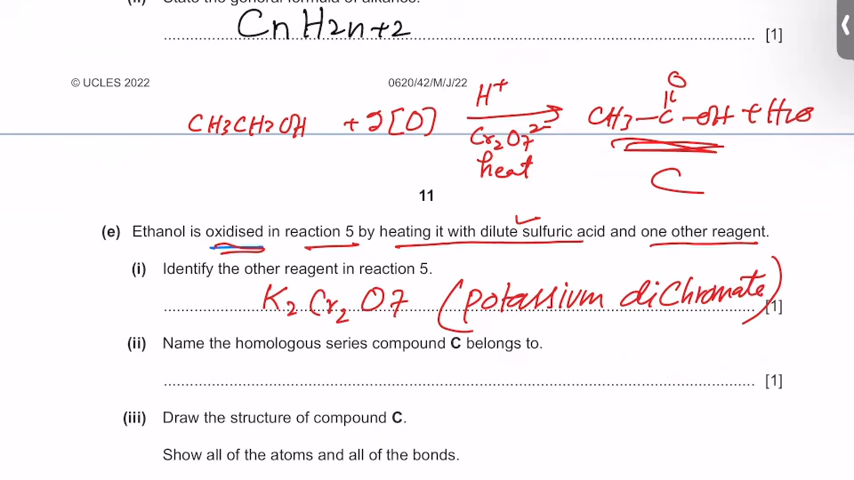 CnH2n+2
[1]
© UCLES 2022 0620/42/M/J/22
CH3CH2OH + 2[O] H+ Cr2O7 2- heat CH3 - C - OH + H2O
O
C
11
(e) Ethanol is oxidised in reaction 5 by heating it with dilute sulfuric acid and one other reagent.
(i) Identify the other reagent in reaction 5.
K2Cr2O7 (potassium dichromate) [1]
(ii) Name the homologous series compound C belongs to.
[1]
(iii) Draw the structure of compound C.
Show all of the atoms and all of the bonds.